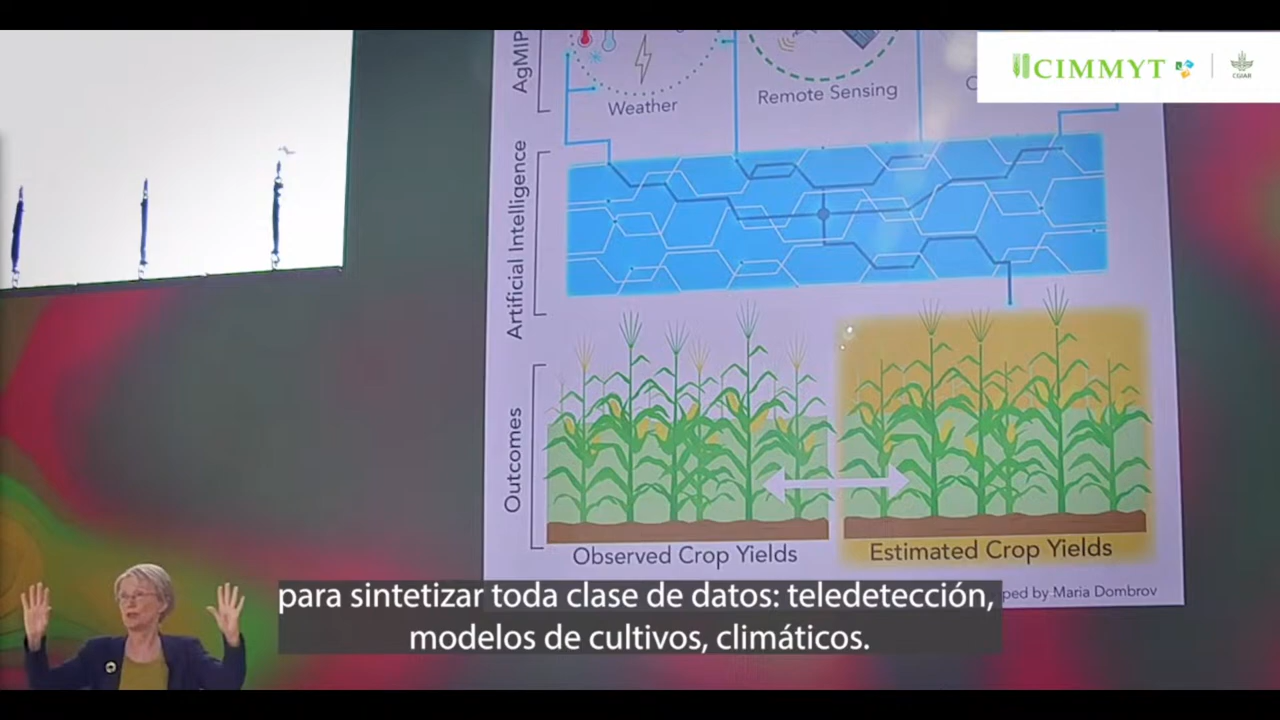 AgMIP
Weather
Remote Sensing
CIMMYT
CGIAR
Artificial Intelligence
Outcomes
Observed Crop Yields
Estimated Crop Yields
by Maria Dombrov
para sintetizar toda clase de datos: teledetección,
modelos de cultivos, climáticos.